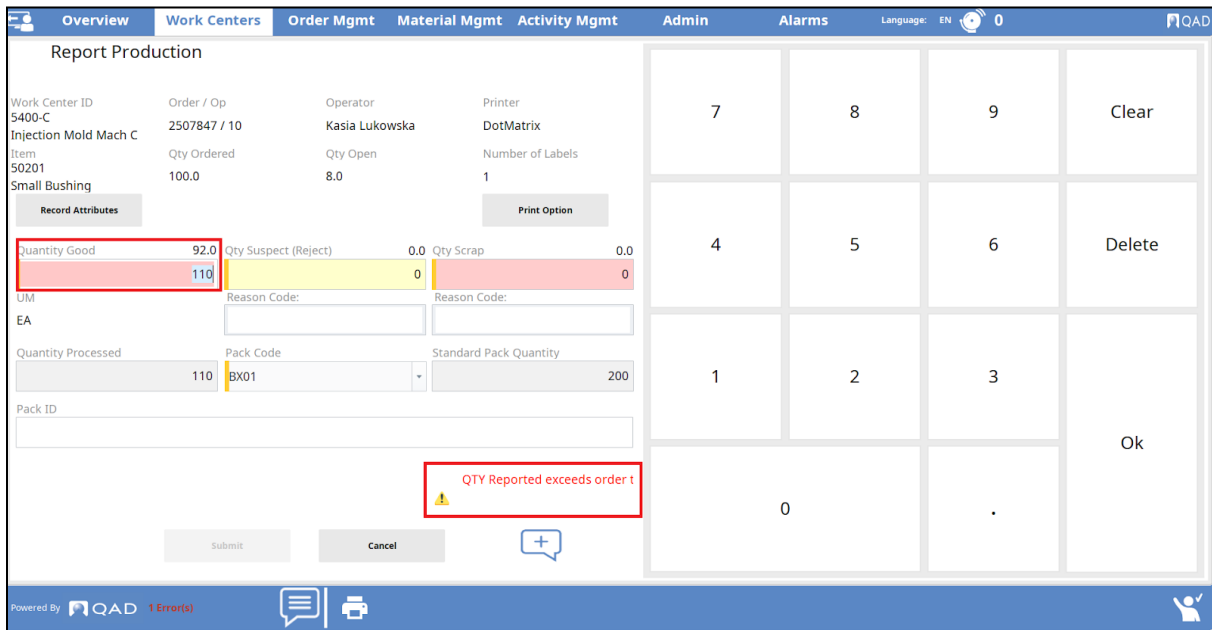 Overview Work Centers Order Mgmt Material Mgmt Activity Mgmt Admin Alarms Language: EN 0 QAD
Report Production
Work Center ID Order / Op Operator Printer
5400-C
Injection Mold Mach C 2507847 / 10 Kasia Lukowska DotMatrix
Item Qty Ordered Qty Open Number of Labels
50201
Small Bushing 100.0 8.0 1
Record Attributes Print Option
Quantity Good 92.0 Qty Suspect (Reject) 0.0 Qty Scrap 0.0
110 0 0
UM Reason Code: Reason Code:
EA
Quantity Processed Pack Code Standard Pack Quantity
110 BX01 200
Pack ID
QTY Reported exceeds order t
Submit Cancel
7 8 9 Clear
4 5 6 Delete
1 2 3
Ok
0 .
Powered By QAD 1 Error(s)